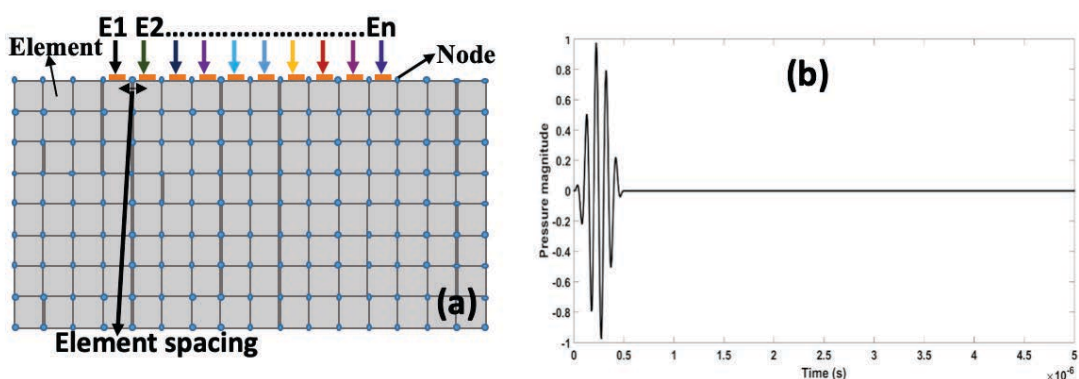 E1 E2..............................En
Element
Node
Element spacing
(a)
(b)
Pressure magnitude
1
0.8
0.6
0.4
0.2
0
-0.2
-0.4
-0.6
-0.8
-1
0 0.5 1 1.5 2 2.5 3 3.5 4 4.5 5
Time (s)
×10⁻⁶